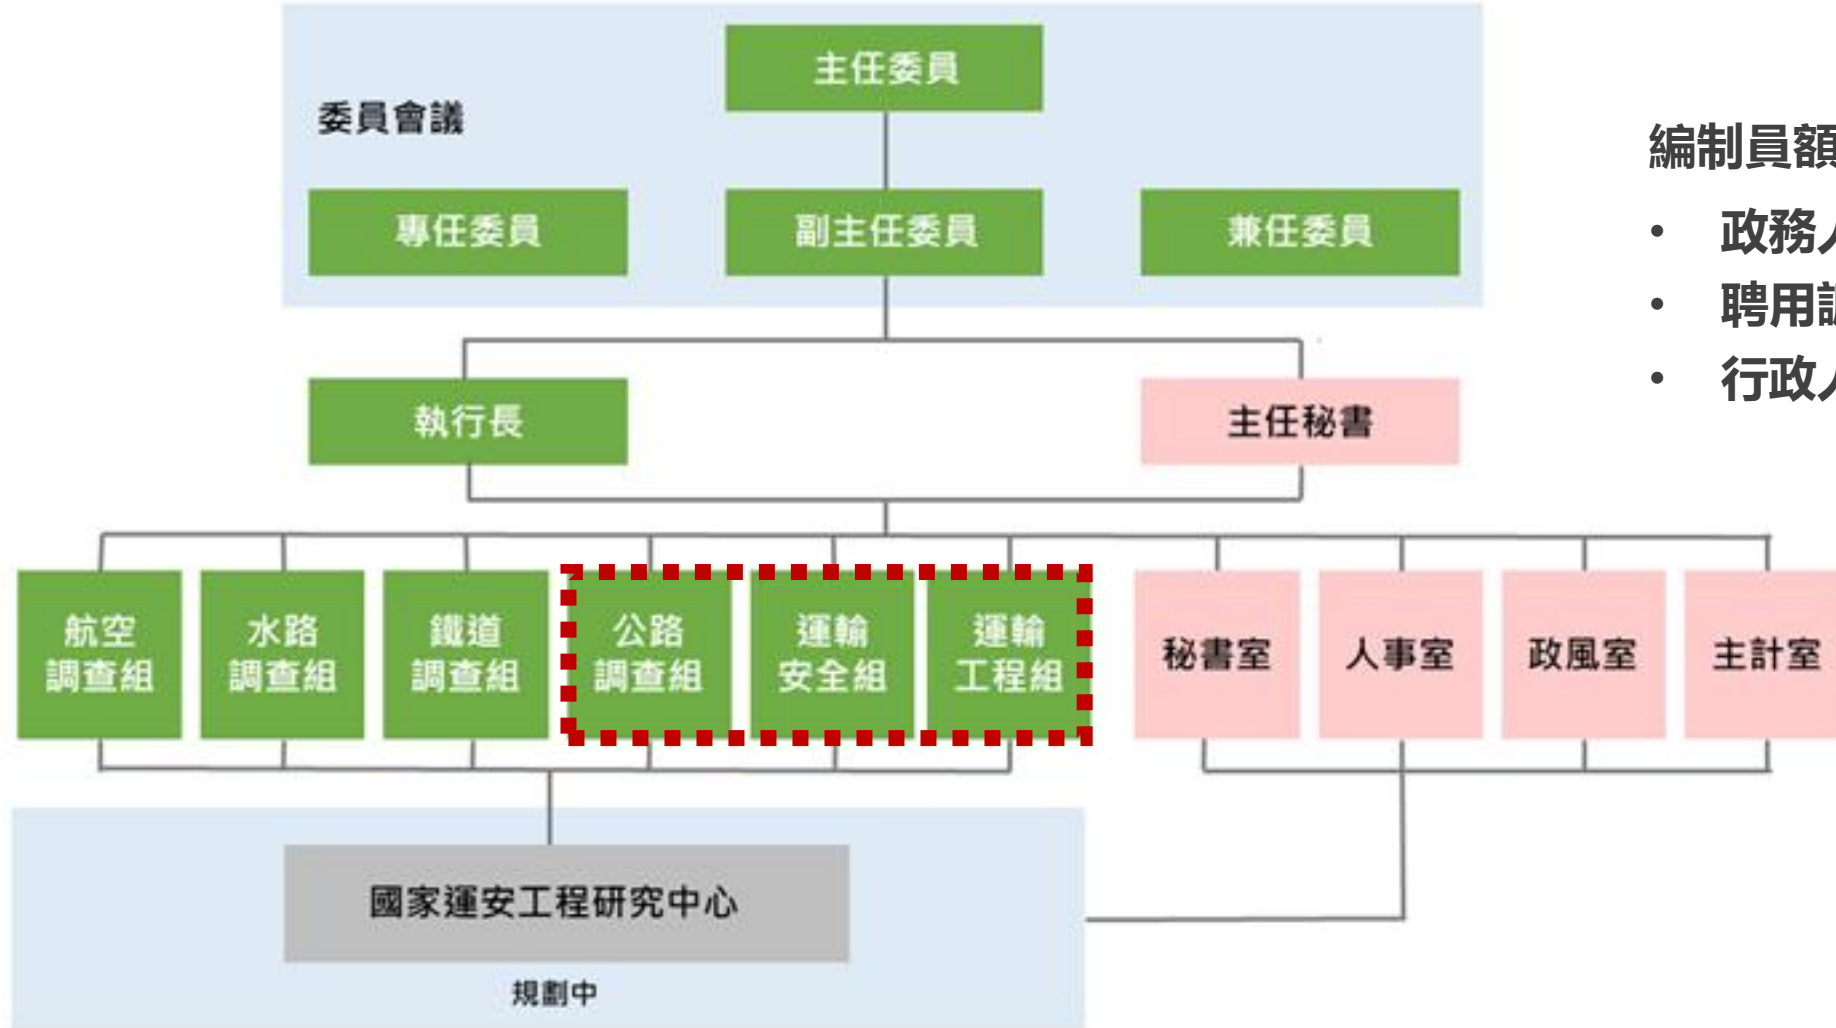 主任委員
委員會議
專任委員
副主任委員
兼任委員
執行長
主任秘書
航空
調查組
水路
調查組
鐵道
調查組
公路
調查組
運輸
安全組
運輸
工程組
秘書室
人事室
政風室
主計室
國家運安工程研究中心
規劃中
編制員額
• 政務
• 聘用
• 行政